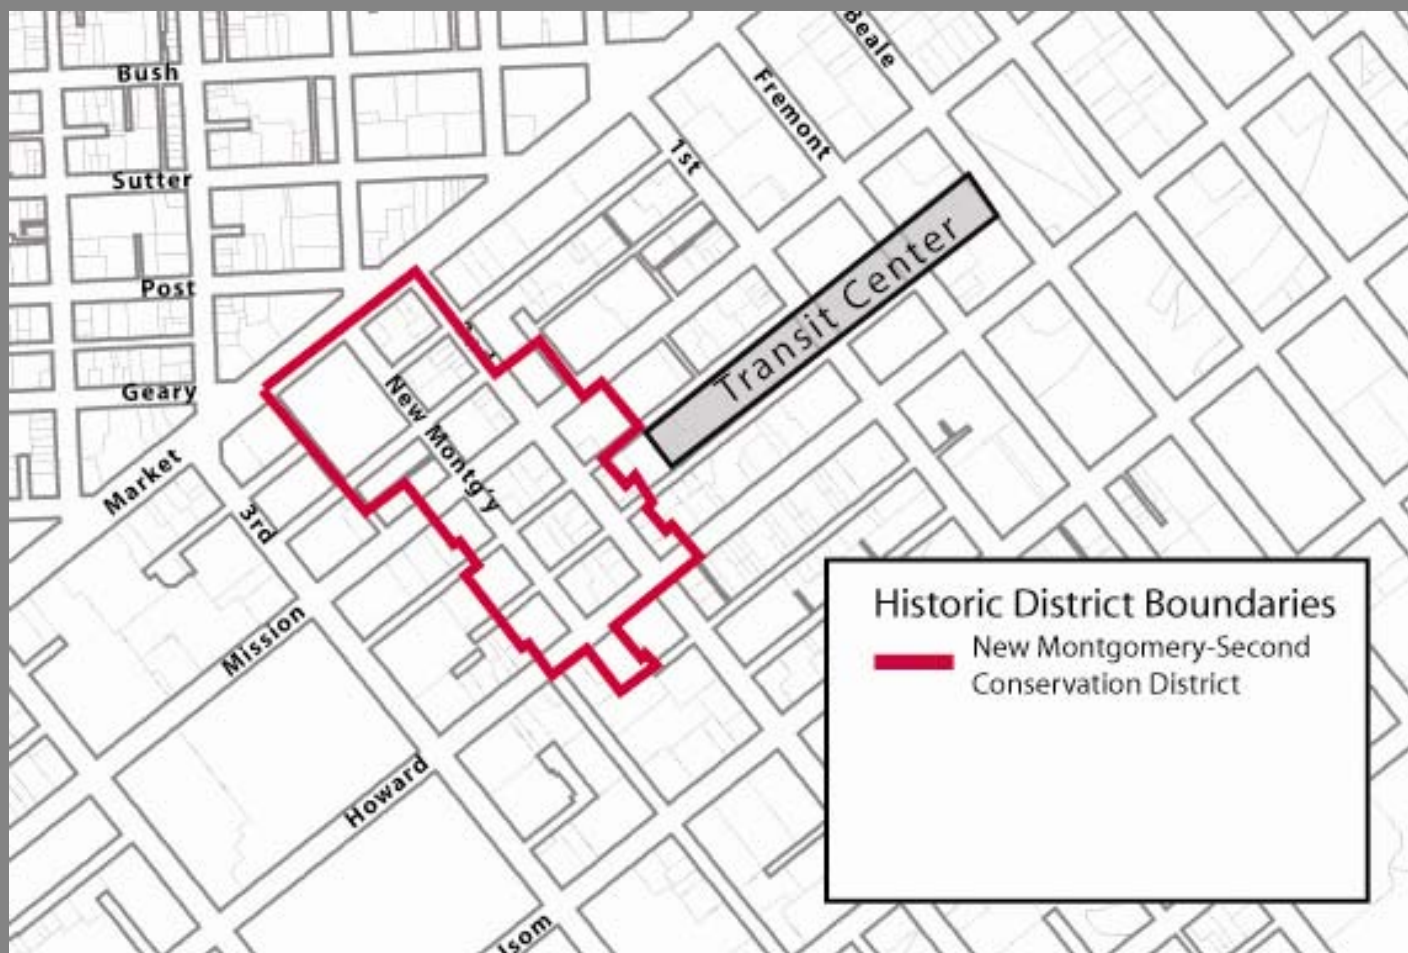 Beale
Bush
Fremont
1st
Sutter
Transit Center
Post
Geary
New Montg'y
Market
3rd
Historic District Boundaries
New Montgomery-Second
Conservation District
Mission
Howard
lsom